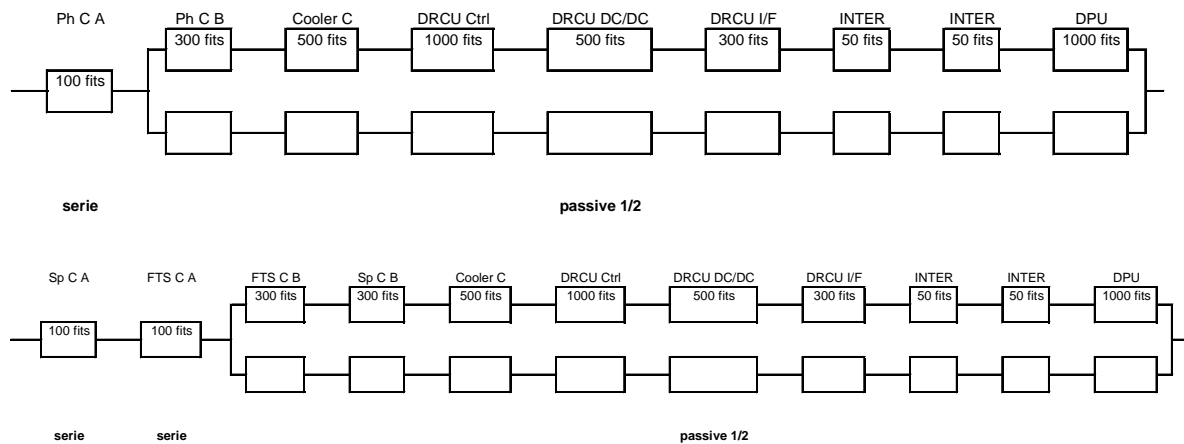 Ph C A Ph C B Cooler C DRCU Ctrl DRCU DC/DC DRCU I/F INTER INTER DPU
300 fits 500 fits 1000 fits 500 fits 300 fits 50 fits 50 fits 1000 fits
100 fits
serie passive 1/2
Sp C A FTS C A FTS C B Sp C B Cooler C DRCU Ctrl DRCU DC/DC DRCU I/F INTER INTER DPU
300 fits 300 fits 500 fits 1000 fits 500 fits 300 fits 50 fits 50 fits 1000 fits
100 fits 100 fits
serie serie passive 1/2